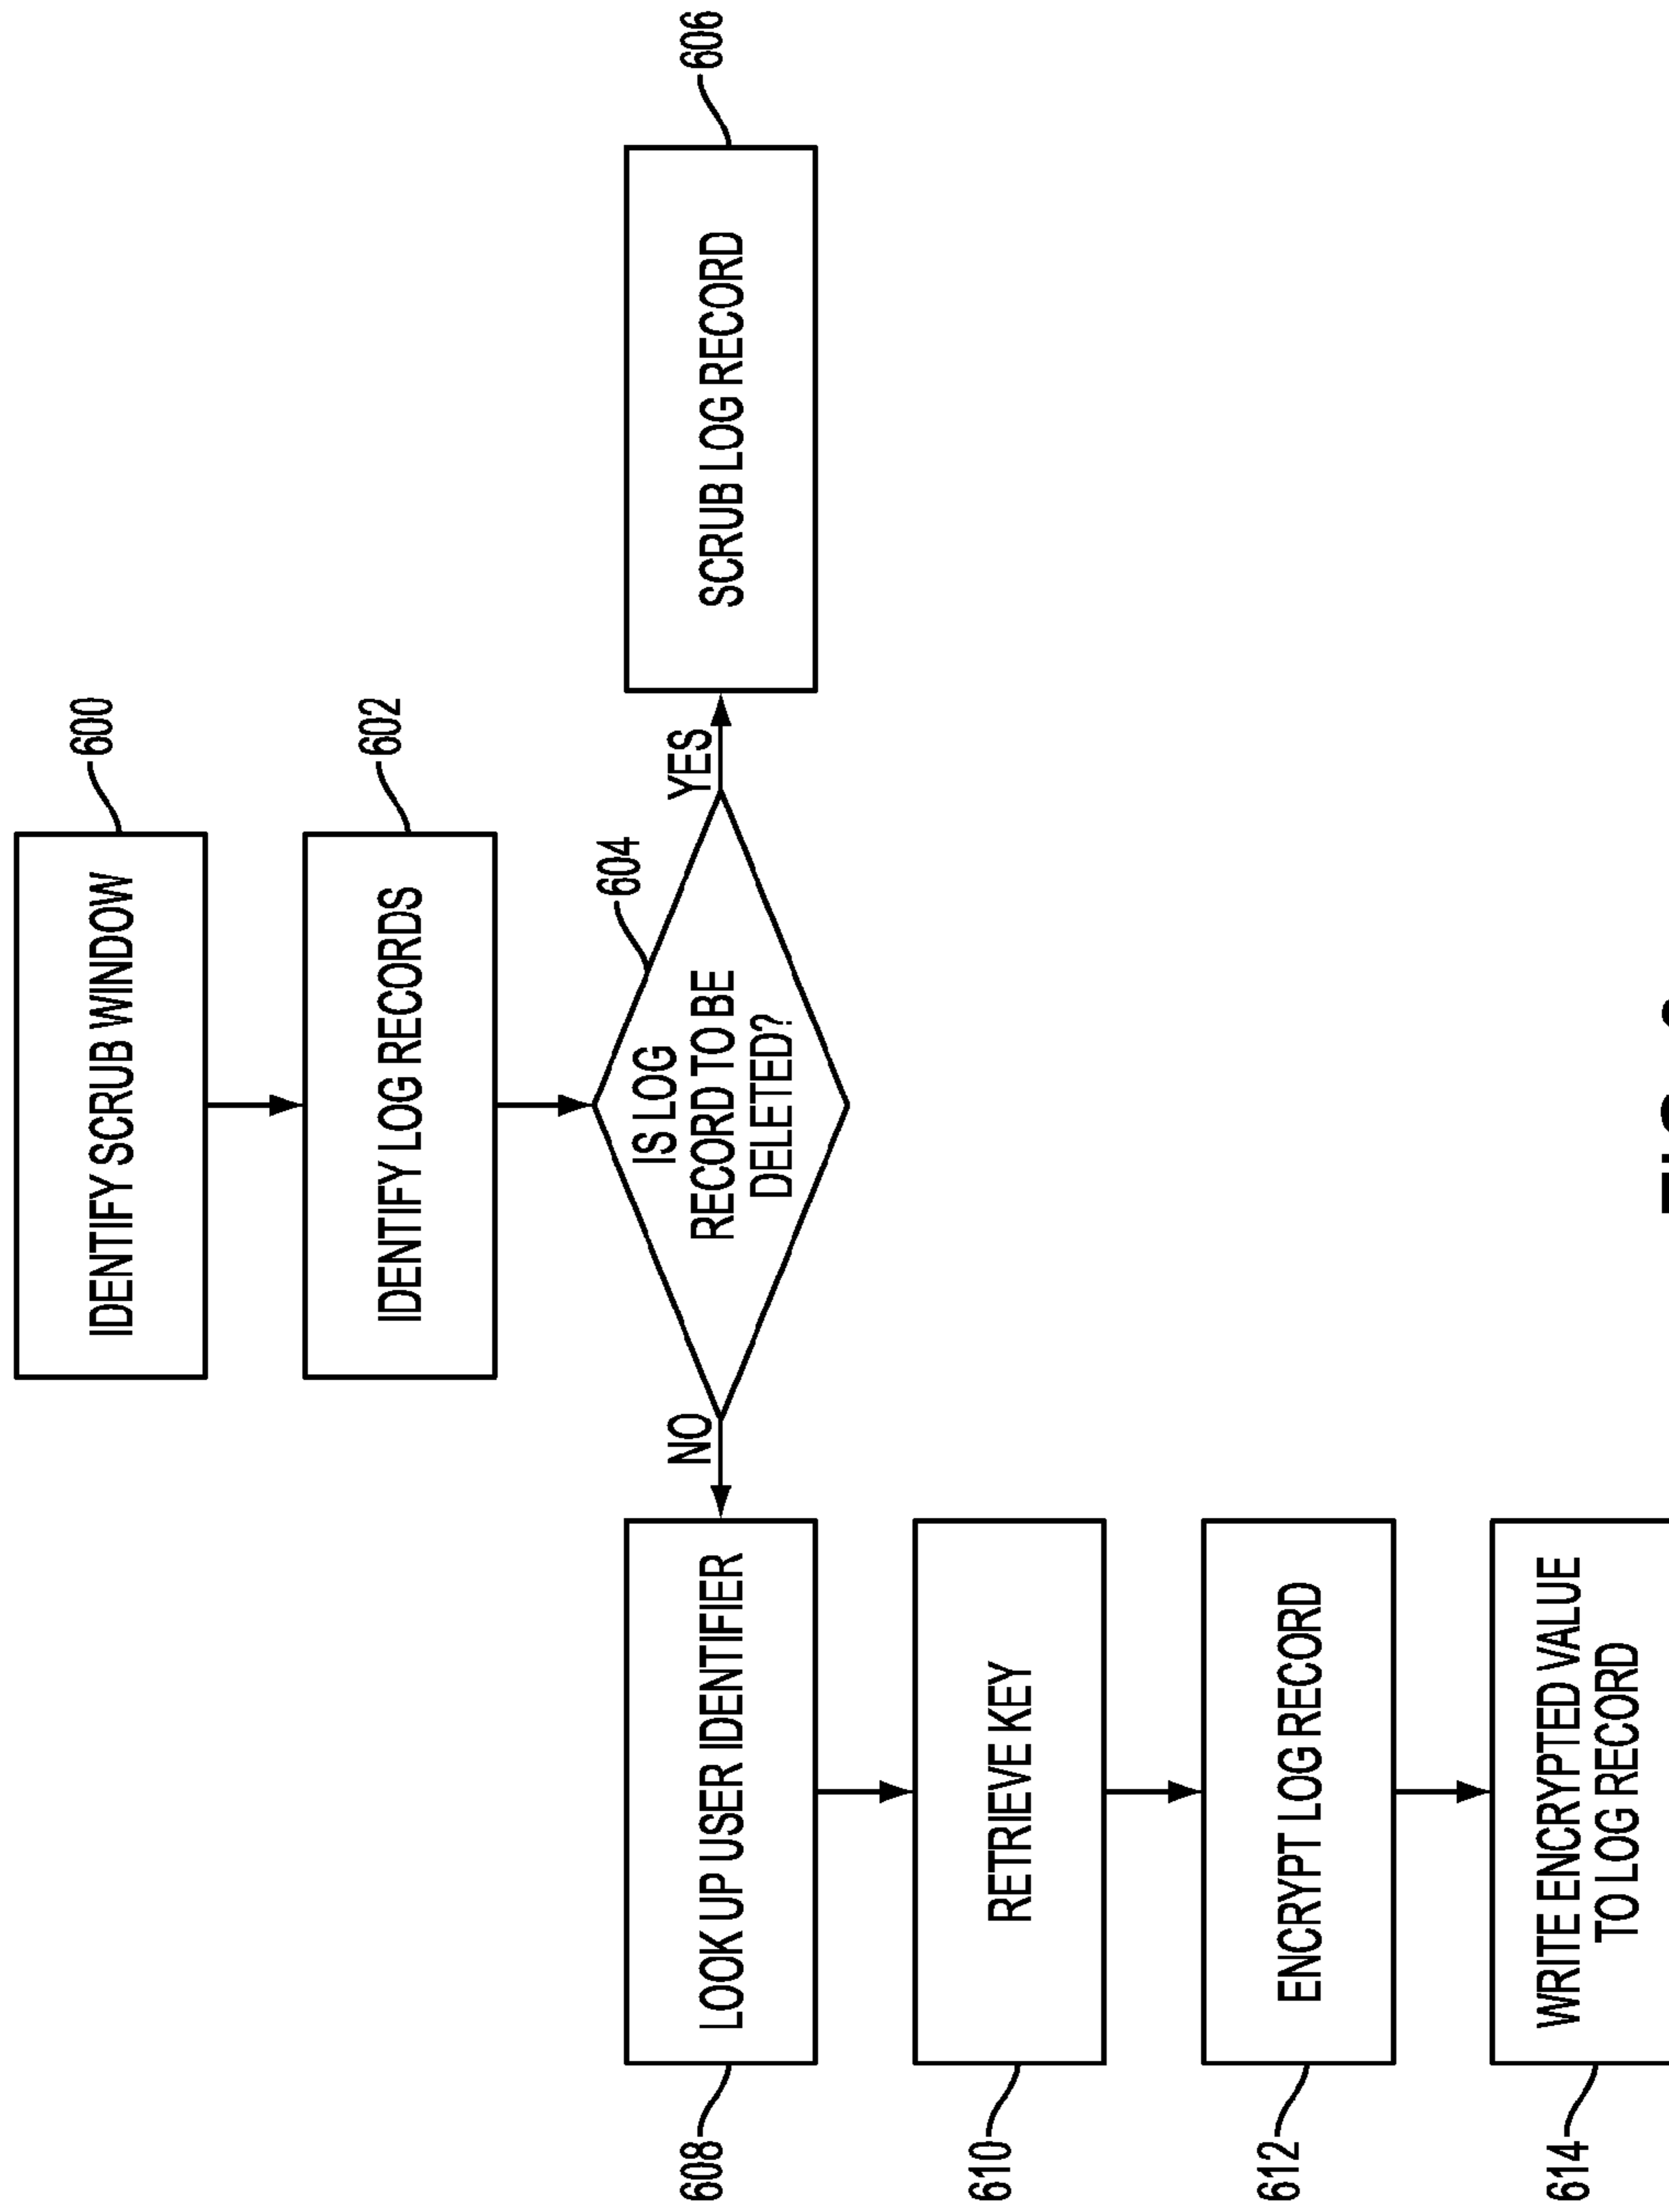 600
IDENTIFY SCRUB WINDOW
602
IDENTIFY LOG RECORDS
604
IS LOG
RECORD TO BE
DELETED?
YES
606
SCRUB LOG RECORD
NO
608
LOOK UP USER IDENTIFIER
610
RETRIEVE KEY
612
ENCRYPT LOG RECORD
614
WRITE ENCRYPTED VALUE
TO LOG RECORD